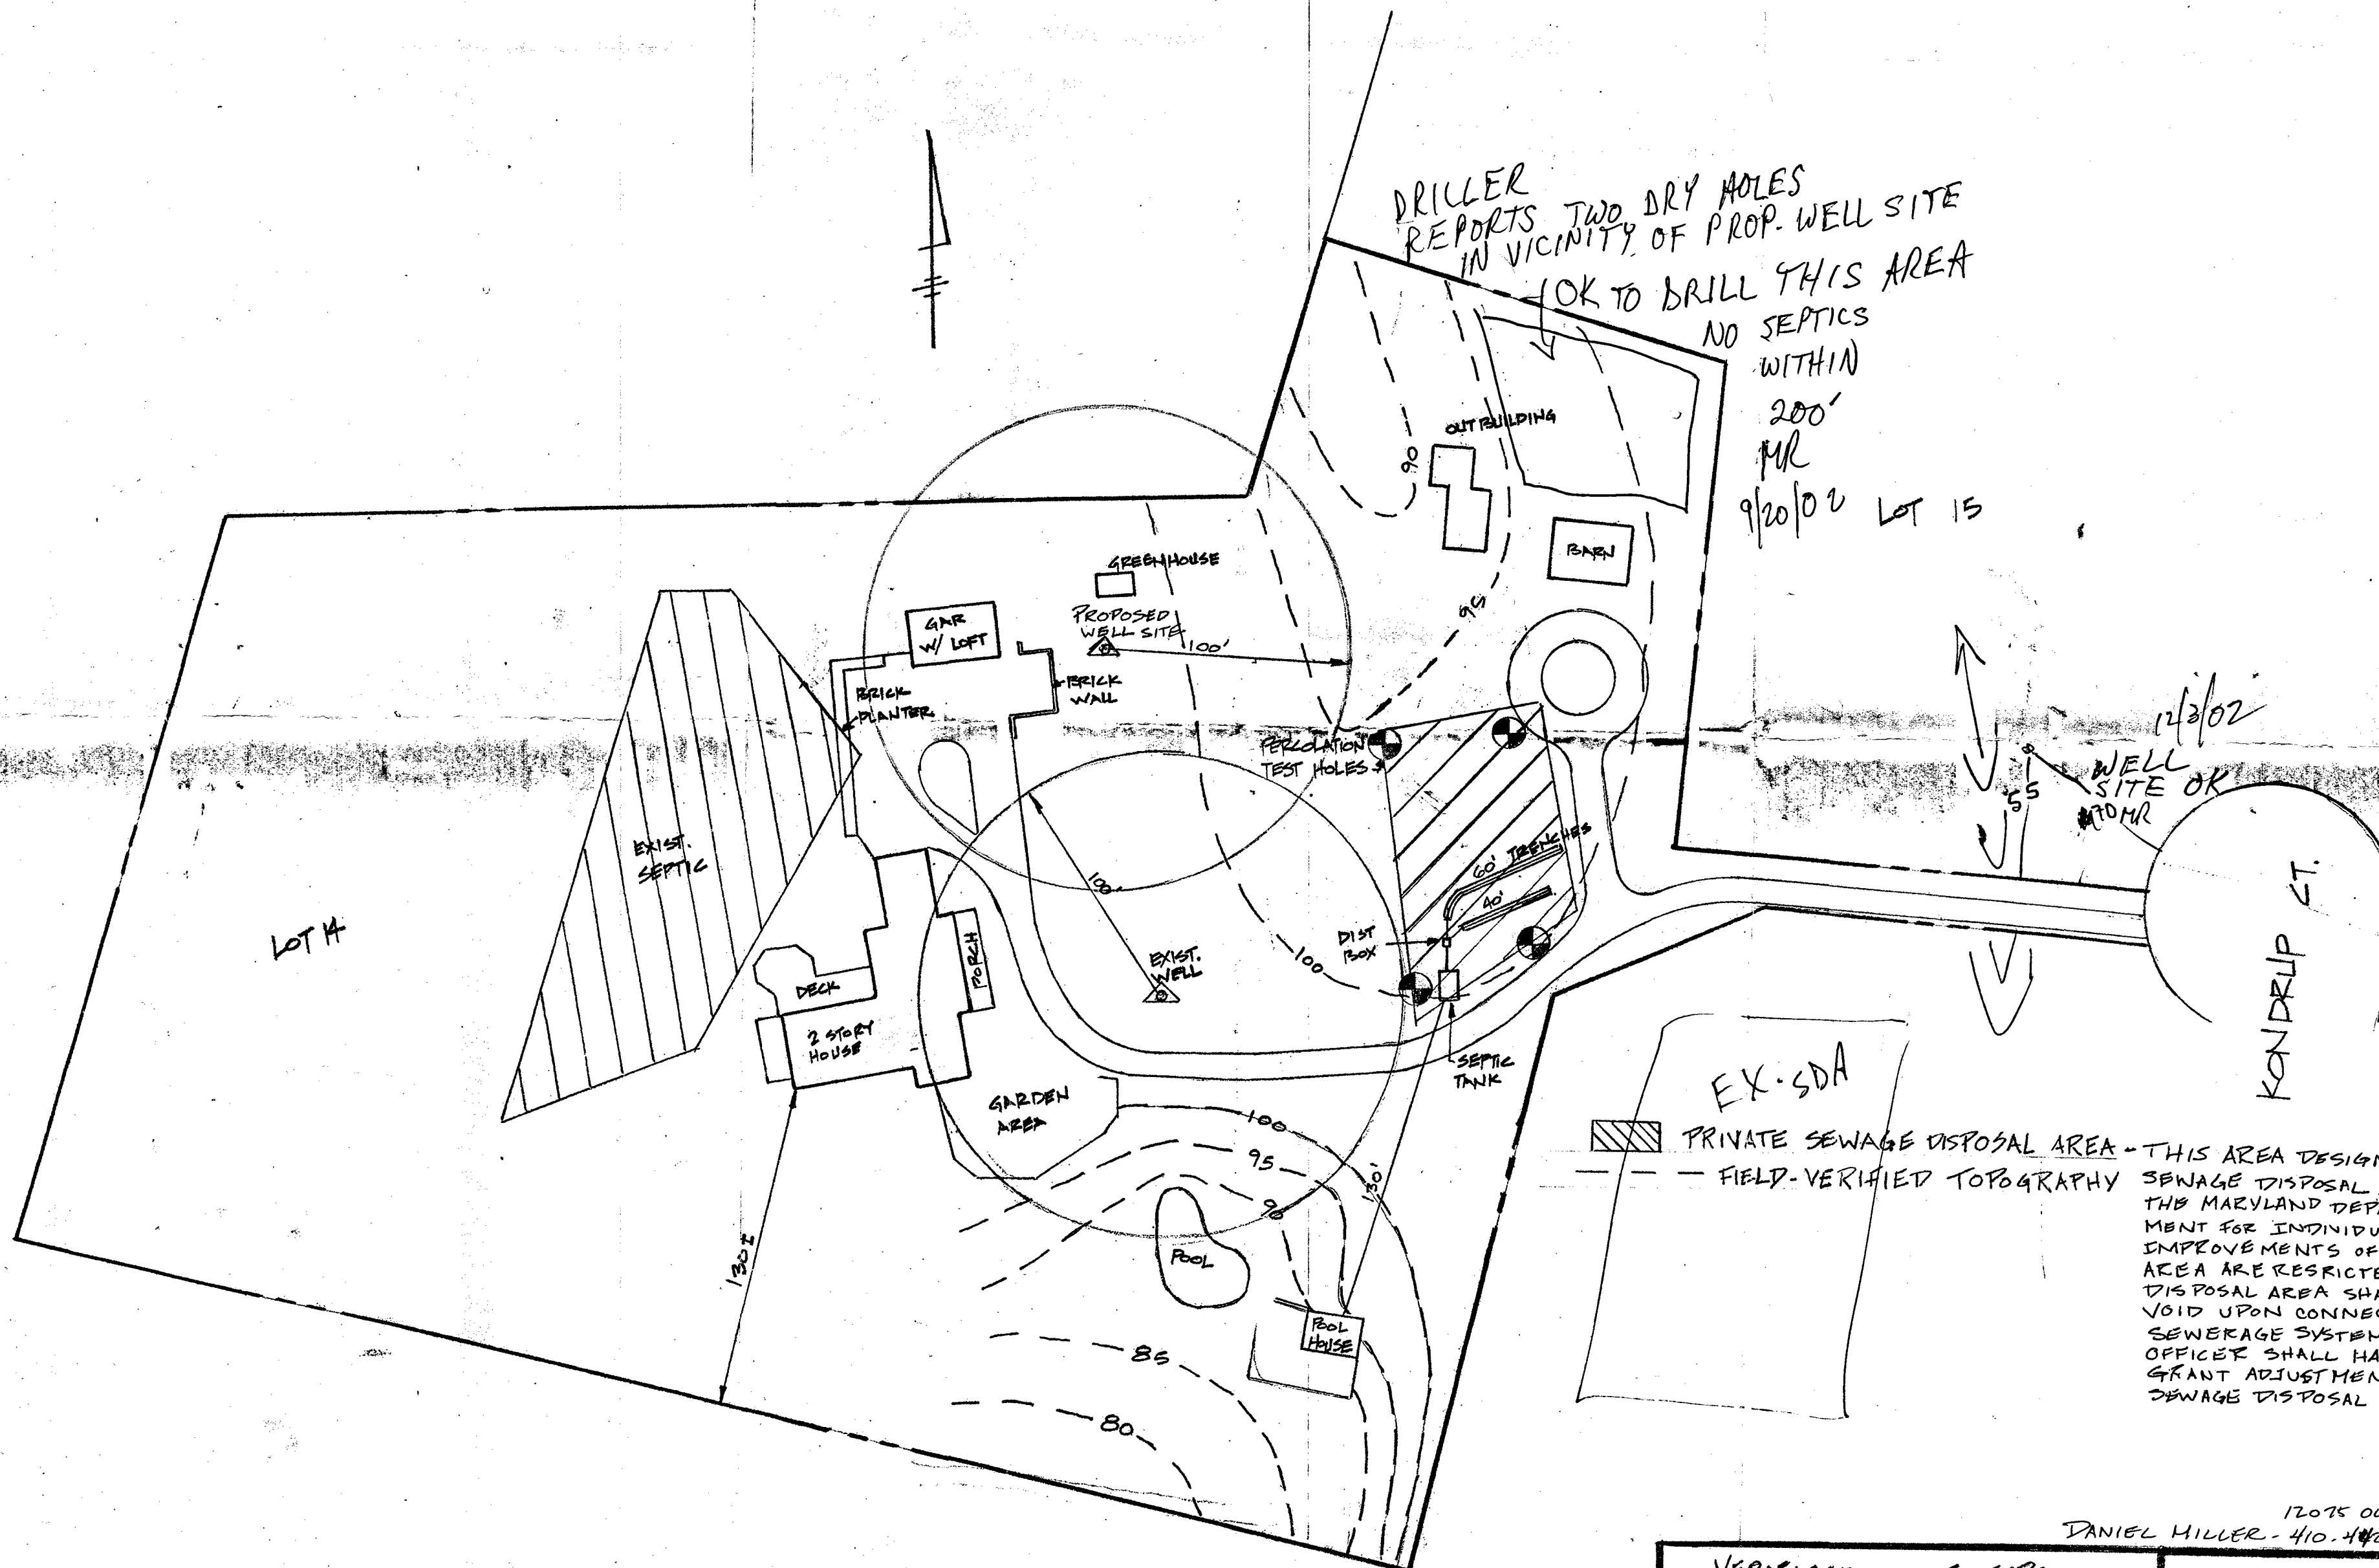 DRILLER
REPORTS TWO DRY HOLES
IN VICINITY OF PROP. WELL SITE
OK TO DRILL THIS AREA
NO SEPTICS
WITHIN
200'
MR
9/20/02
LOT 15
OUTBUILDING
90
BARN
95
GREENHOUSE
GAR
W/ LOFT
PROPOSED
WELL SITE
100'
BRICK
WALL
BRICK
PLANTER
PERCOLATION
TEST HOLES
12/3/02
WELL
SITE OK
MR
55
EXIST.
SEPTIC
LOT 14
60' TRENCHES
40'
DIST
BOX
100'
EXIST.
WELL
100
PORCH
DECK
2 STORY
HOUSE
SEPTIC
TANK
GARDEN
AREA
KONDRUP CT.
EX. SDA
100
95
90
130'
POOL
130'±
POOL
HOUSE
85
80
PRIVATE SEWAGE DISPOSAL AREA - THIS AREA DESIGN
FIELD-VERIFIED TOPOGRAPHY
SEWAGE DISPOSAL
THE MARYLAND DEP
MENT FOR INDIVIDU
IMPROVEMENTS OF
AREA ARE RESRICTE
DISPOSAL AREA SHA
VOID UPON CONNE
SEWERAGE SYSTEM
OFFICER SHALL HA
GRANT ADJUSTMEN
SEWAGE DISPOSAL
12075
DANIEL MILLER - 410-